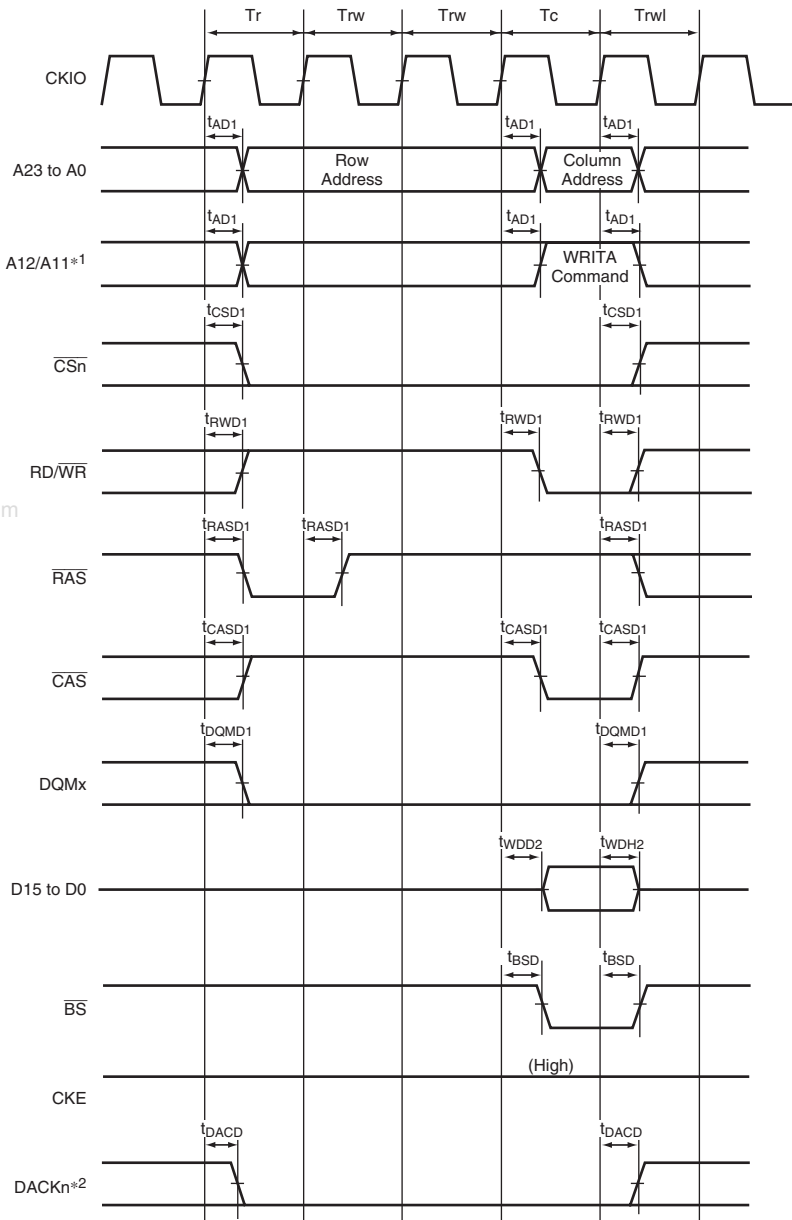 Tr Trw Trw Tc Trwl
CKIO
tAD1 tAD1 tAD1
A23 to A0 Row Address Column Address
tAD1 tAD1 tAD1
A12/A11*1 WRITA Command
tCSD1 tCSD1
CSn
tRWD1 tRWD1 tRWD1
RD/WR
m
tRASD1 tRASD1 tRASD1
RAS
tCASD1 tCASD1 tCASD1
CAS
tDQMD1 tDQMD1
DQMx
tWDD2 tWDH2
D15 to D0
tBSD tBSD
BS
(High)
CKE
tDACD tDACD
DACKn*2